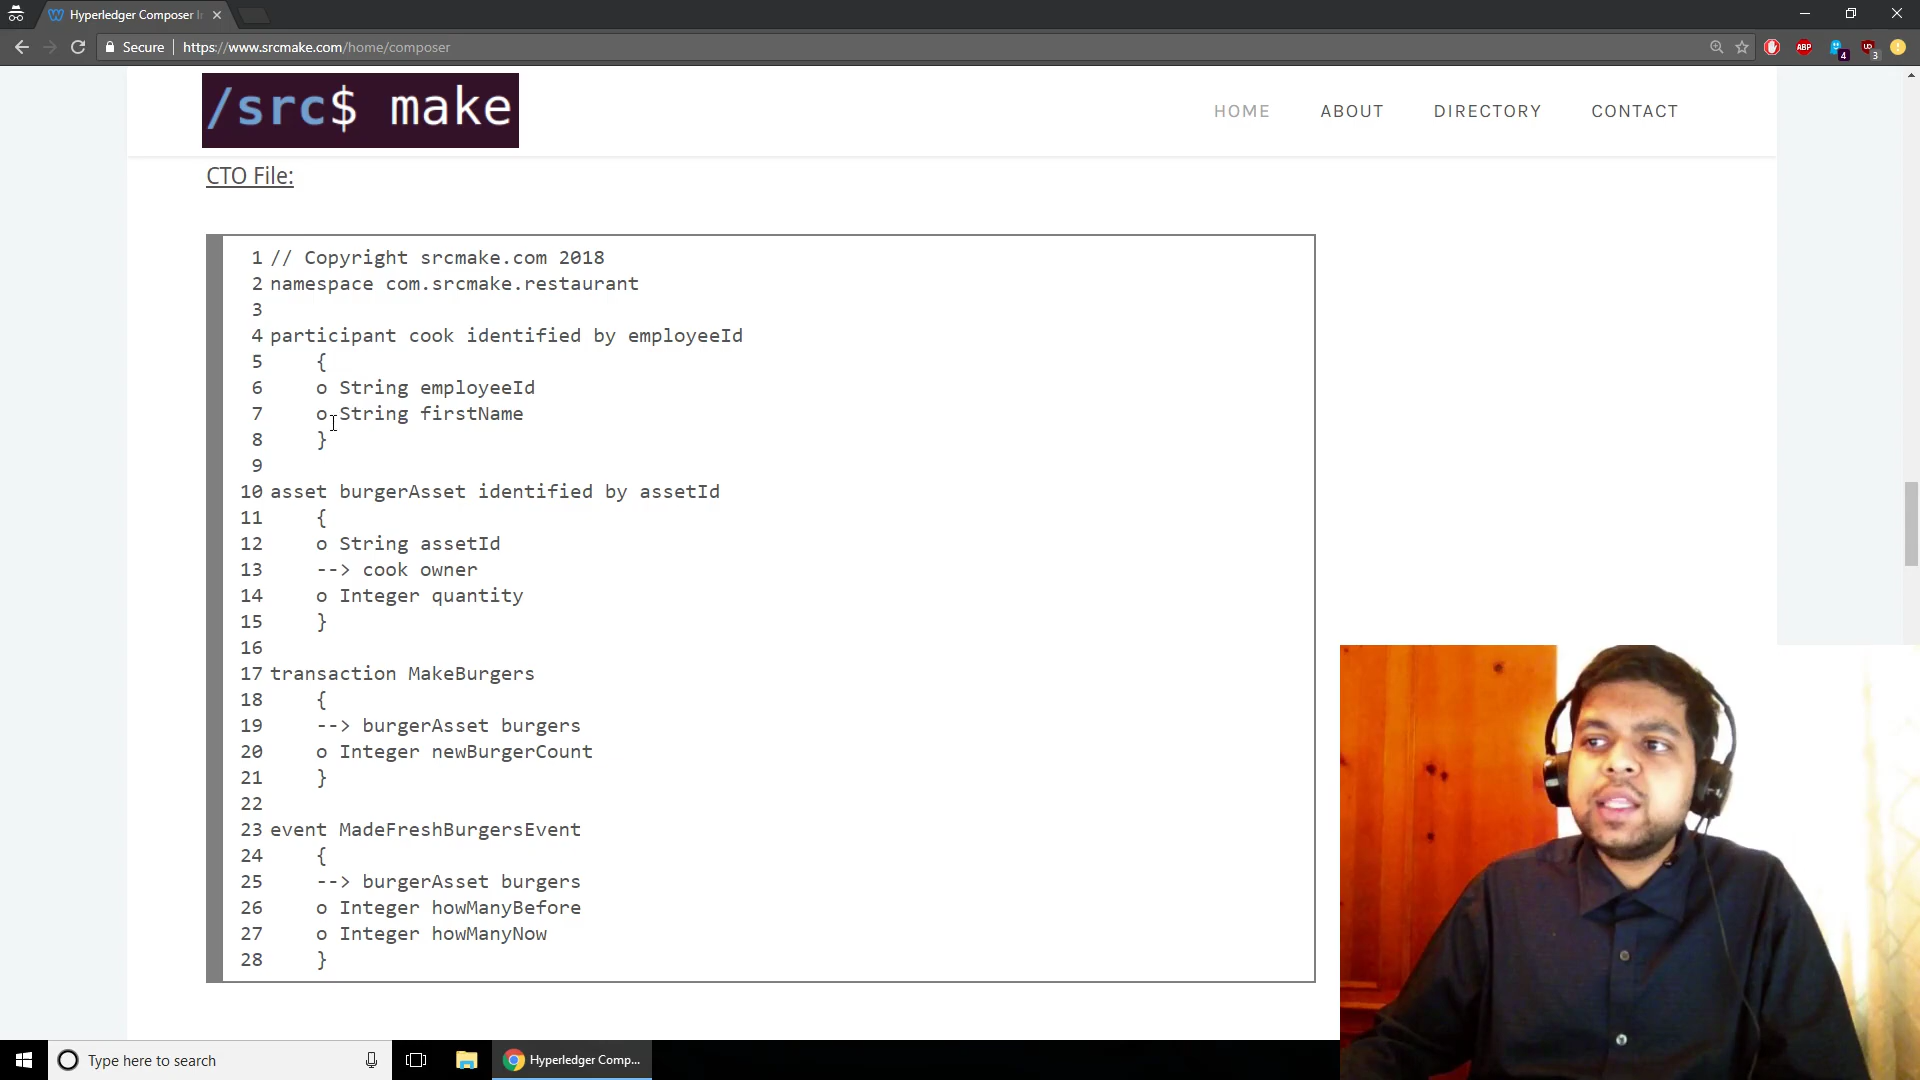 Hyperledger Composer I
Secure
https://www.srcmake.com/home/composer
ABP
4
3
/src$ make
HOME
ABOUT
DIRECTORY
CONTACT
CTO File:
1 // Copyright srcmake.com 2018
2 namespace com.srcmake.restaurant
3
4 participant cook identified by employeeId
5 {
6 o String employeeId
7 o String firstName
8 }
9
10 asset burgerAsset identified by assetId
11 {
12 o String assetId
13 --> cook owner
14 o Integer quantity
15 }
16
17 transaction MakeBurgers
18 {
19 --> burgerAsset burgers
20 o Integer newBurgerCount
21 }
22
23 event MadeFreshBurgersEvent
24 {
25 --> burgerAsset burgers
26 o Integer howManyBefore
27 o Integer howManyNow
28 }
Type here to search
Hyperledger Comp...